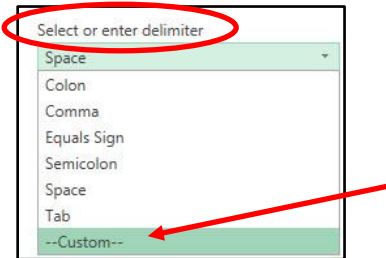 Select or enter delimiter
Space
Colon
Comma
Equals Sign
Semicolon
Space
Tab
--Custom--